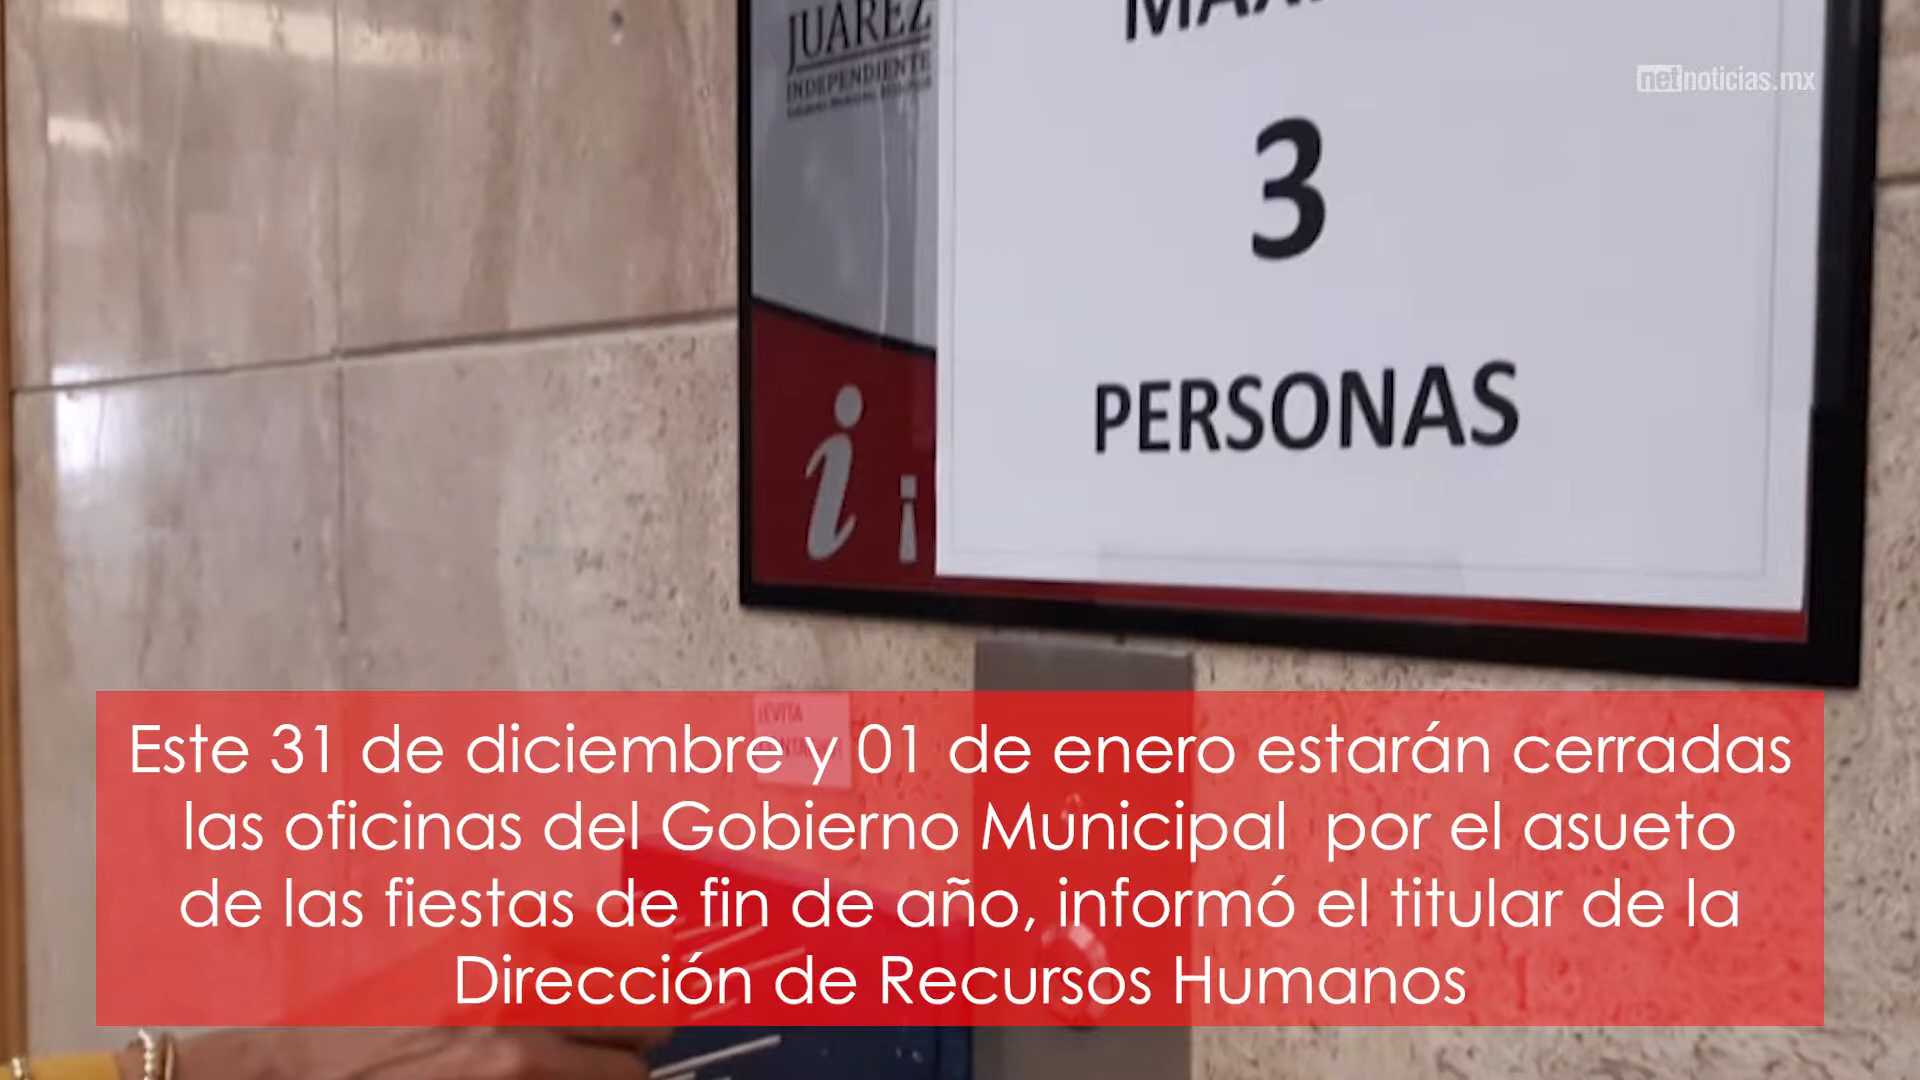 JUÁREZ
INDEPENDIENTE
netnoticias.mx
3
PERSONAS
i ¡
Este 31 de diciembre y 01 de enero estarán cerradas
las oficinas del Gobierno Municipal por el asueto
de las fiestas de fin de año, informó el titular de la
Dirección de Recursos Humanos